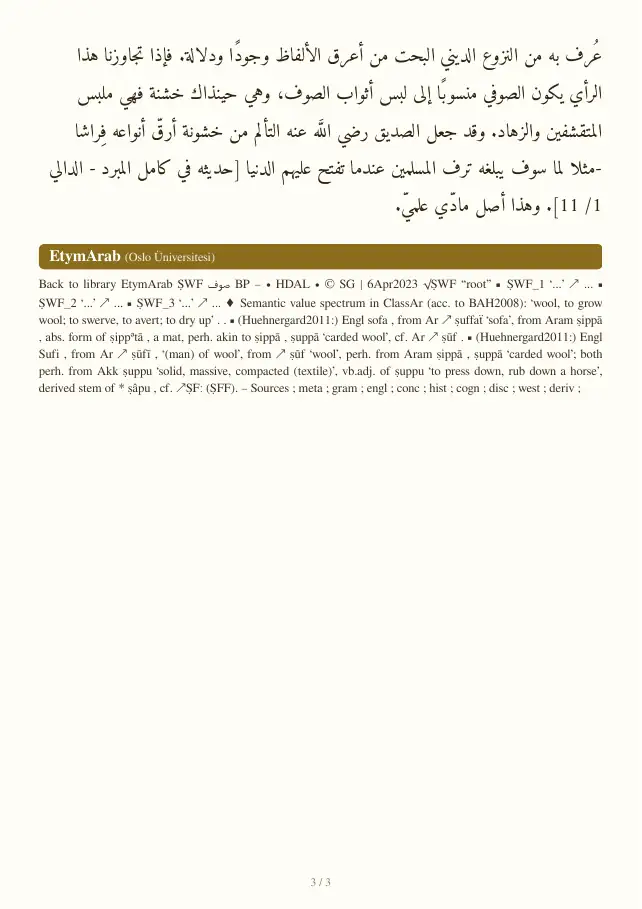 عُرف به من النزوع الديني البحت من أعرق الألفاظ وجودًا ودلالة. فإذا تجاوزنا هذا
الرأي يكون الصوفي منسوبًا إلى لبس أثواب الصوف، وهي حينذاك خشنة فهي ملبس
المتقشفين والزهاد. وقد جعل الصديق رضي اللَّه عنه التألم من خشونة أرقّ أنواعه فِراشا
-مثلا لما سوف يبلغه ترف المسلمين عندما تفتح عليهم الدنيا [حديثه في كامل المبرد - الدالي
1/ 11]. وهذا أصل مادّي علميّ.
EtymArab (Oslo Üniversitesi)
Back to library EtymArab ṢWF صوف BP – • HDAL • © SG | 6Apr2023 √ṢWF “root” ▪ ṢWF_1 ‘...’ ↗ ... ▪
ṢWF_2 ‘...’ ↗ ... ▪ ṢWF_3 ‘...’ ↗ ... ♦ Semantic value spectrum in ClassAr (acc. to BAH2008): ‘wool, to grow
wool; to swerve, to avert; to dry up’ . . ▪ (Huehnergard2011:) Engl sofa , from Ar ↗ ṣuffaẗ ‘sofa’, from Aram ṣippā
, abs. form of ṣippᵊtā , a mat, perh. akin to ṣippā , ṣuppā ‘carded wool’, cf. Ar ↗ ṣūf . ▪ (Huehnergard2011:) Engl
Sufi , from Ar ↗ ṣūfī , ‘(man) of wool’, from ↗ ṣūf ‘wool’, perh. from Aram ṣippā , ṣuppā ‘carded wool’; both
perh. from Akk ṣuppu ‘solid, massive, compacted (textile)’, vb.adj. of ṣuppu ‘to press down, rub down a horse’,
derived stem of * ṣâpu , cf. ↗ṢFː (ṢFF). – Sources ; meta ; gram ; engl ; conc ; hist ; cogn ; disc ; west ; deriv ;
3 / 3